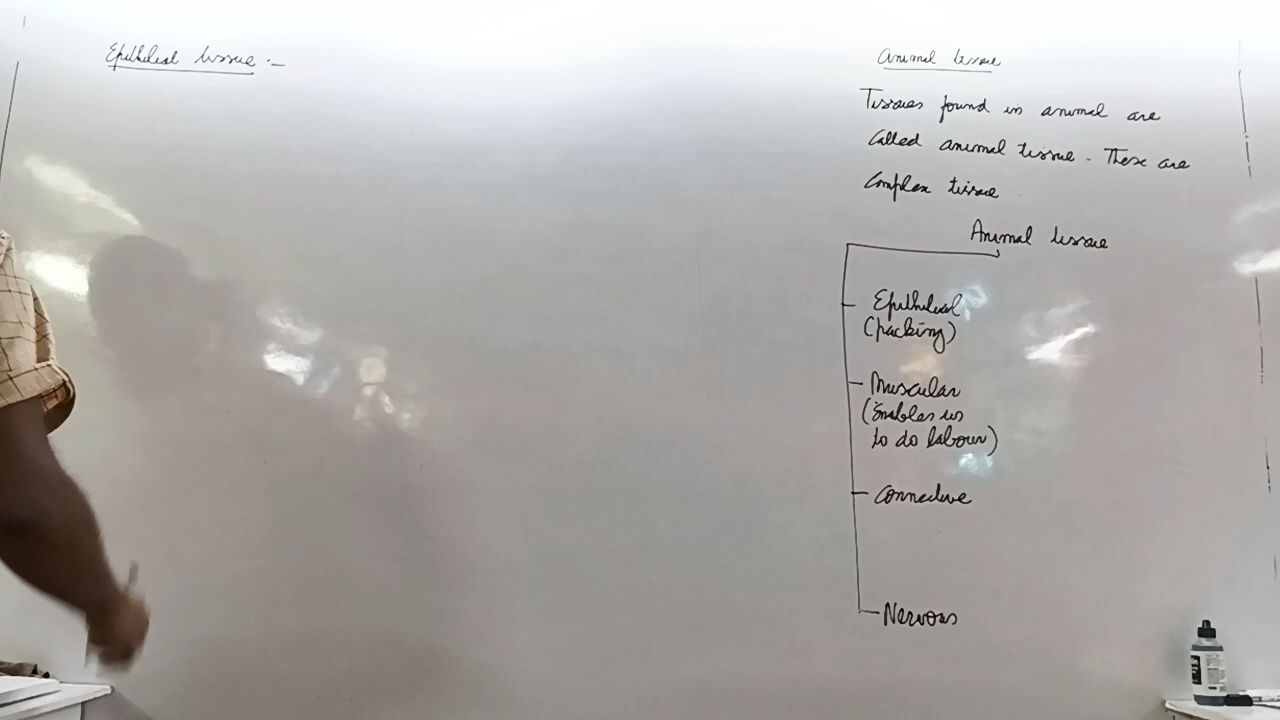 Epithelial tissue :-
Animal tissue
Tissues found in animal are
called animal tissue. These are
Complex tissue
Animal tissue
Epithelial
(packing)
Muscular
(Enables us
to do labour)
Connective
Nervous